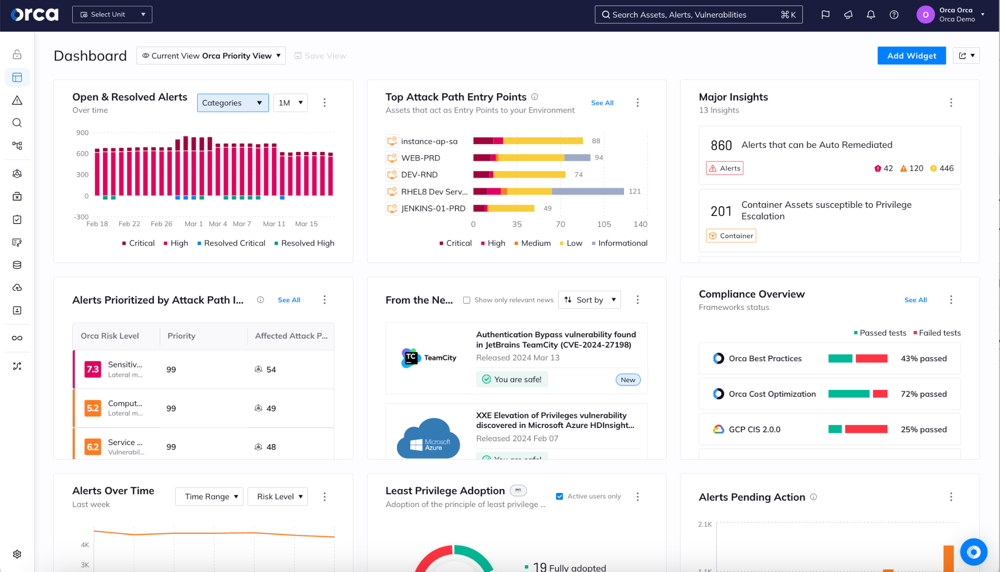 orca
Select Unit
Search Assets, Alerts, Vulnerabilities
⌘K
O
Orca Orca
Orca Demo
Dashboard
Current View Orca Priority View
Save View
Add Widget
Open & Resolved Alerts
Over time
Categories
1M
900
600
300
0
-300
Feb 18 Feb 22 Feb 26 Mar 1 Mar 4 Mar 7 Mar 11 Mar 15
Critical High Resolved Critical Resolved High
Top Attack Path Entry Points
Assets that act as Entry Points to your Environment
See All
instance-ap-sa 88
WEB-PRD 94
DEV-RND 74
RHEL8 Dev Serv... 121
JENKINS-01-PRD 49
0 35 70 105 140
Critical High Medium Low Informational
Major Insights
13 Insights
860 Alerts that can be Auto Remediated
Alerts 42 120 446
201 Container Assets susceptible to Privilege
Escalation
Container
Alerts Prioritized by Attack Path I...
See All
Orca Risk Level Priority Affected Attack P...
7.3 Sensitiv... 99 54
Lateral m...
5.2 Comput... 99 49
Lateral m...
6.2 Service ... 99 48
Vulnerabil...
From the Ne...
Show only relevant news
Sort by
TC TeamCity
Authentication Bypass vulnerability found
in JetBrains TeamCity (CVE-2024-27198)
Released 2024 Mar 13
You are safe!
New
Microsoft
Azure
XXE Elevation of Privileges vulnerability
discovered in Microsoft Azure HDInsight...
Released 2024 Feb 07
You are safe!
Compliance Overview
Frameworks status
See All
Passed tests Failed tests
Orca Best Practices 43% passed
Orca Cost Optimization 72% passed
GCP CIS 2.0.0 25% passed
Alerts Over Time
Last week
Time Range
Risk Level
4K
3K
Least Privilege Adoption
aws
Adoption of the principle of least privilege ...
Active users only
19 Fully adopted
Alerts Pending Action
2.1K
1.1K